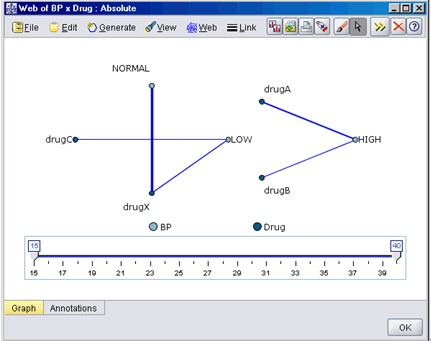 Web of BP x Drug : Absolute
File Edit Generate View Web Link
NORMAL
drugA
drugC LOW HIGH
drugB
drugX
BP Drug
15 40
15 17 19 21 23 25 27 29 31 33 35 37 39
Graph Annotations
OK